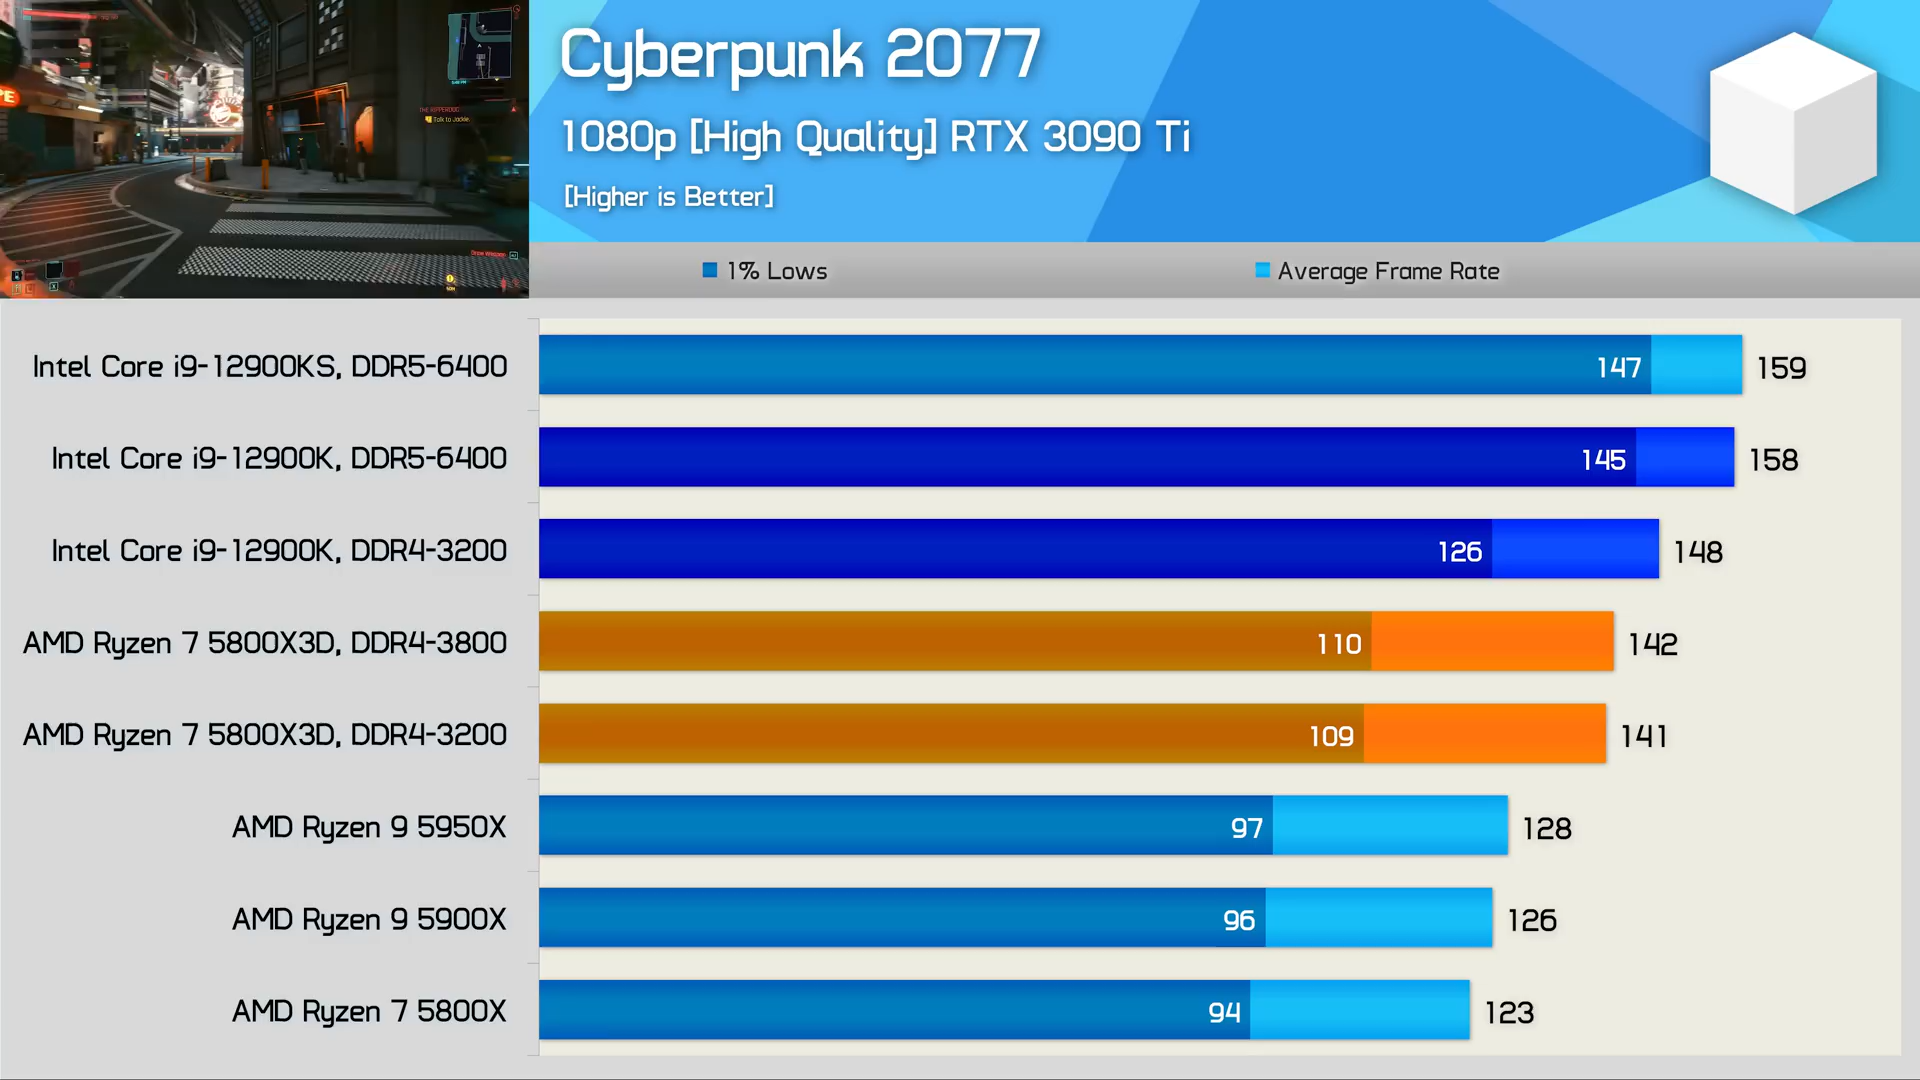 Cyberpunk 2077
1080p [High Quality] RTX 3090 Ti
[Higher is Better]
1% Lows
Average Frame Rate
Talk to Jackie.
Intel Core i9-12900KS, DDR5-6400
147
159
Intel Core i9-12900K, DDR5-6400
145
158
Intel Core i9-12900K, DDR4-3200
126
148
AMD Ryzen 7 5800X3D, DDR4-3800
110
142
AMD Ryzen 7 5800X3D, DDR4-3200
109
141
AMD Ryzen 9 5950X
97
128
AMD Ryzen 9 5900X
96
126
AMD Ryzen 7 5800X
94
123